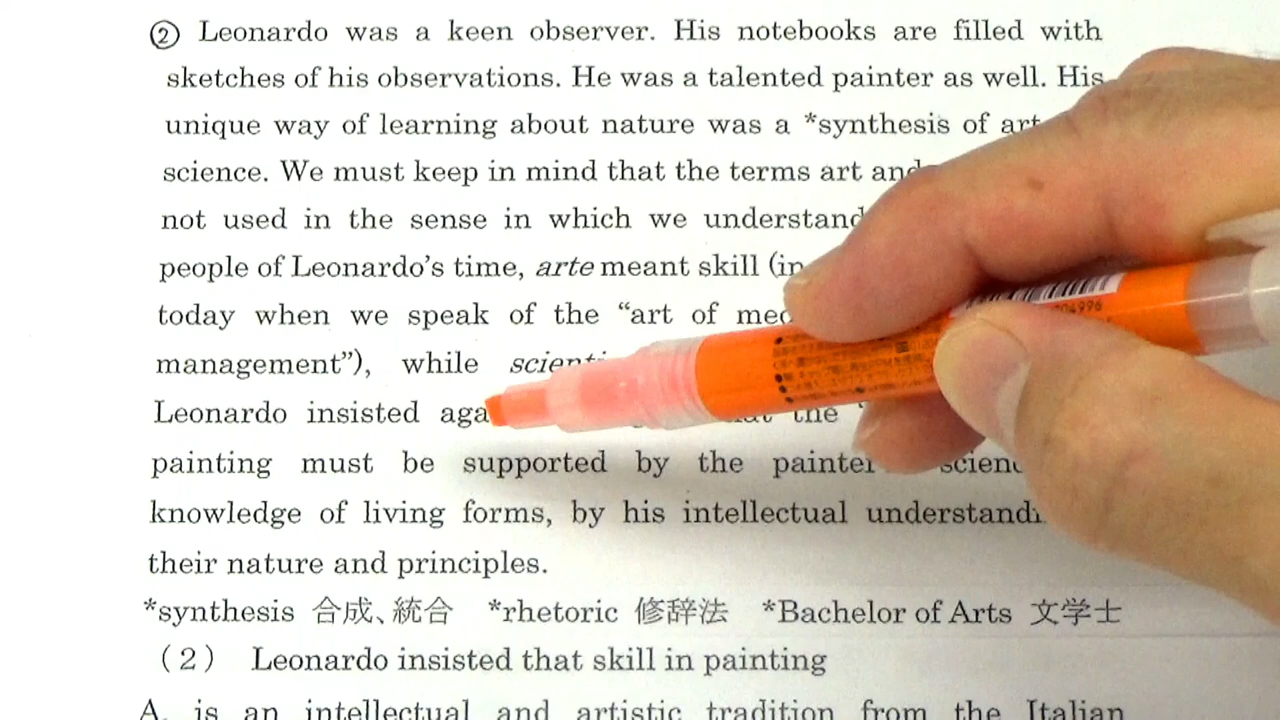 ② Leonardo was a keen observer. His notebooks are filled with
sketches of his observations. He was a talented painter as well. His
unique way of learning about nature was a *synthesis of art
science. We must keep in mind that the terms art and
not used in the sense in which we understand
people of Leonardo's time, arte meant skill (in
today when we speak of the “art of
management”), while
Leonardo insisted the
painting must be supported by the
knowledge of living forms, by his intellectual
their nature and principles.
*synthesis 合成、統合 *rhetoric 修辞法 *Bachelor of Arts 文学士
(2) Leonardo insisted that skill in painting
A. is an intellectual and artistic tradition from the Italian